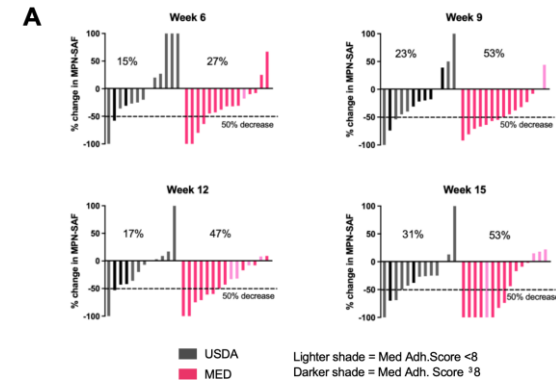 A
Week 6
% change in MPN-SAF
100
50
0
-50
-100
15%
27%
50% decrease
Week 9
% change in MPN-SAF
100
50
0
-50
-100
23%
53%
50% decrease
Week 12
% change in MPN-SAF
100
50
0
-50
-100
17%
47%
50% decrease
Week 15
% change in MPN-SAF
100
50
0
-50
-100
31%
53%
50% decrease
USDA
MED
Lighter shade = Med Adh.Score <8
Darker shade = Med Adh. Score ³8